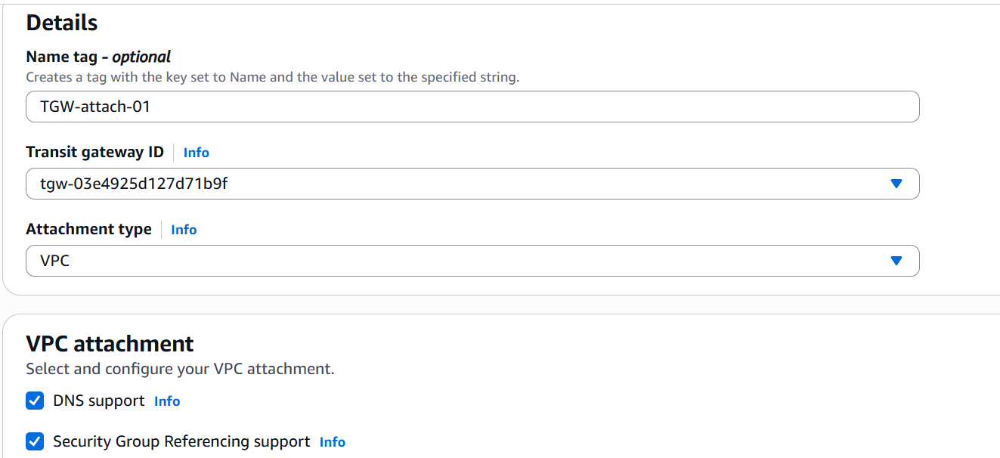 Details
Name tag - optional
Creates a tag with the key set to Name and the value set to the specified string.
TGW-attach-01
Transit gateway ID Info
tgw-03e4925d127d71b9f
Attachment type Info
VPC
VPC attachment
Select and configure your VPC attachment.
DNS support Info
Security Group Referencing support Info